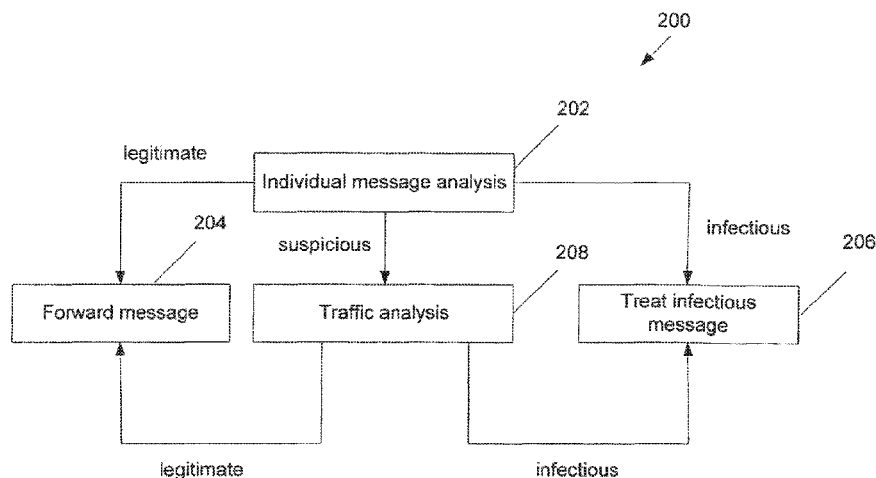 200
202
legitimate
Individual message analysis
204
suspicious
208
infectious
206
Forward message
Traffic analysis
Treat infectious
message
legitimate
infectious